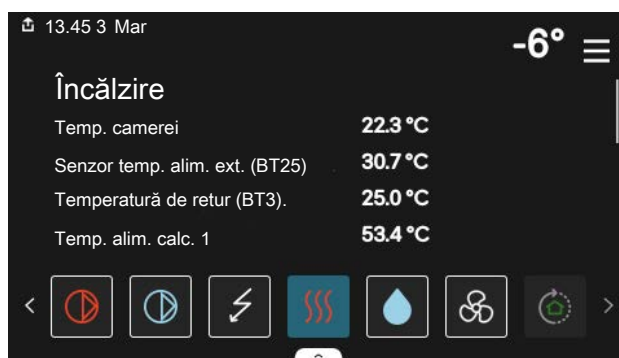 13.45 3 Mar
-6°
Încălzire
Temp. camerei 22.3 °C
Senzor temp. alim. ext. (BT25) 30.7 °C
Temperatură de retur (BT3). 25.0 °C
Temp. alim. calc. 1 53.4 °C